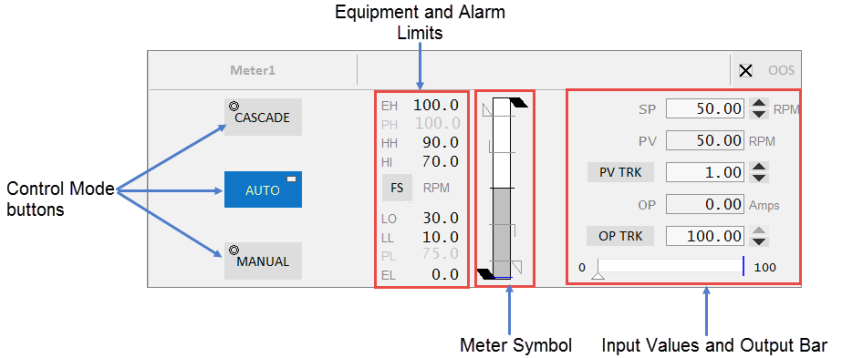 Equipment and Alarm
Limits
Meter1
OOS
CASCADE
AUTO
MANUAL
Control Mode
buttons
EH 100.0
PH 100.0
HH 90.0
HI 70.0
FS RPM
LO 30.0
LL 10.0
PL 75.0
EL 0.0
SP 50.00 RPM
PV 50.00 RPM
PV TRK 1.00
OP 0.00 Amps
OP TRK 100.00
0 100
Meter Symbol
Input Values and Output Bar